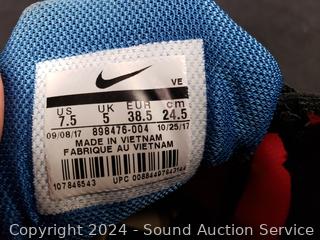 VE
US UK EUR cm
7.5 5 38.5 24.5
09/08/17 898476-004 10/25/17
MADE IN VIETNAM
FABRIQUE AU VIETNAM
107846543
Copyright 2024 - Sound Auction Service